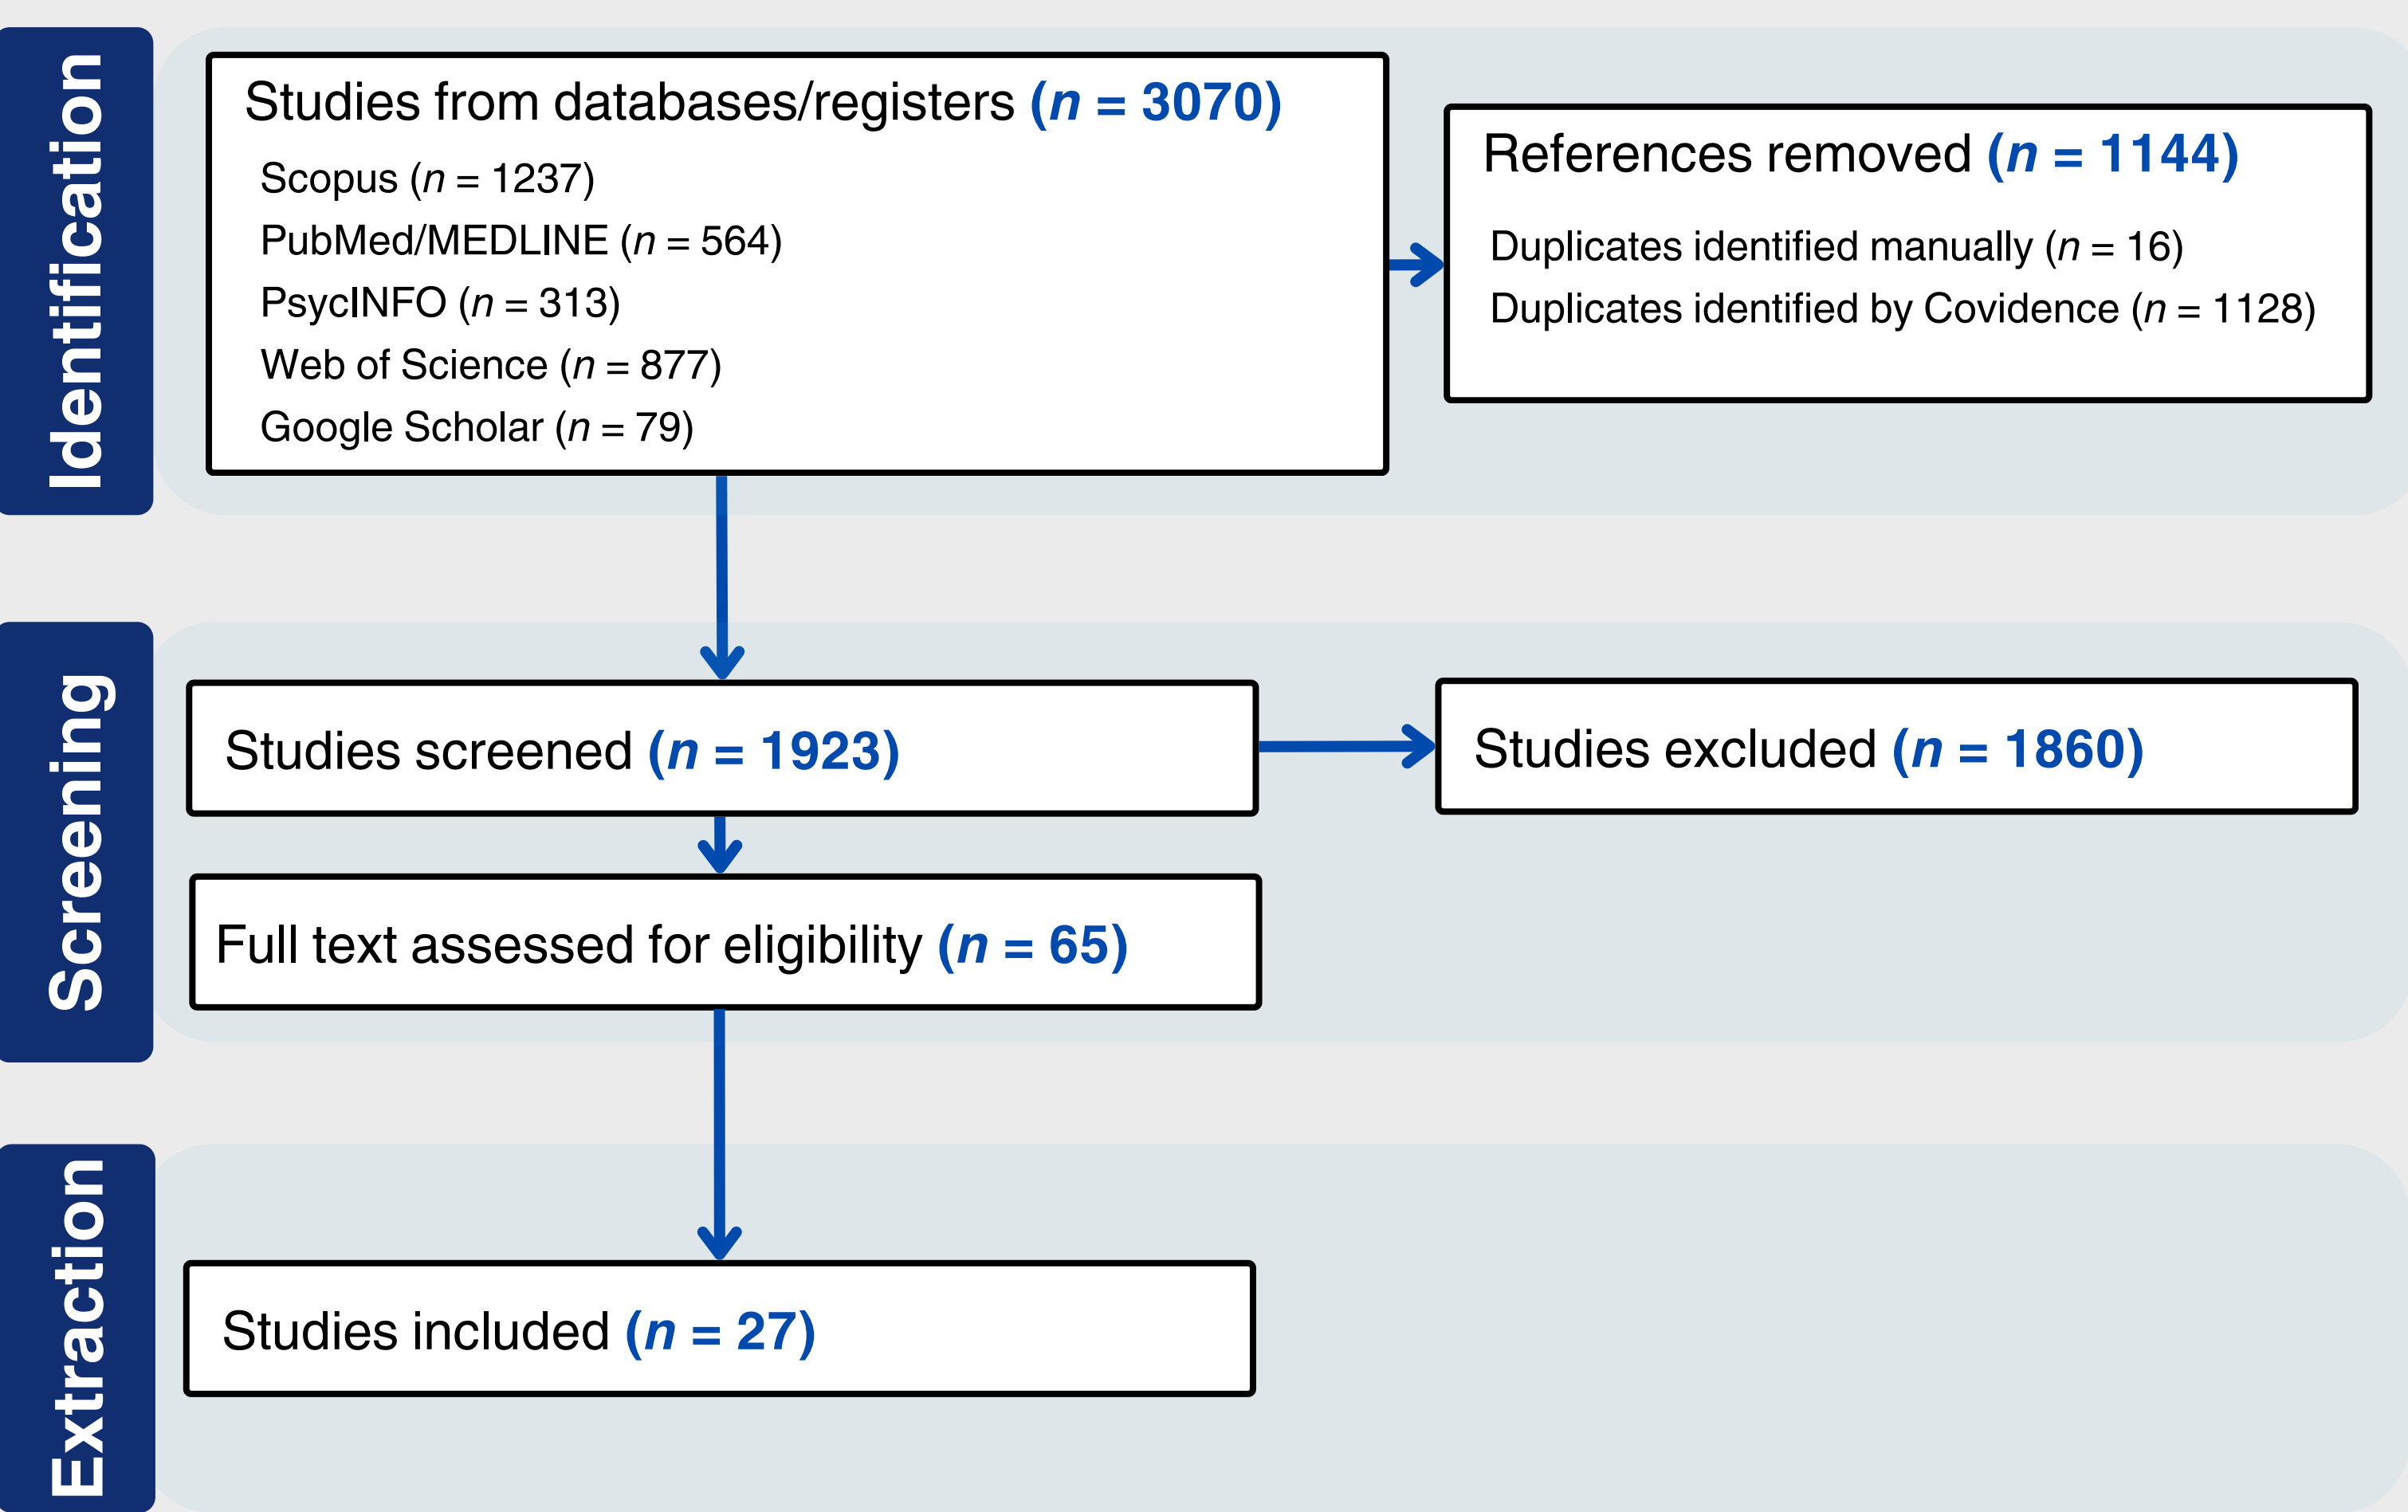 Identification
Studies from databases/registers (n = 3070)
Scopus (n = 1237)
PubMed/MEDLINE (n = 564)
PsycINFO (n = 313)
Web of Science (n = 877)
Google Scholar (n = 79)
References removed (n = 1144)
Duplicates identified manually (n = 16)
Duplicates identified by Covidence (n = 1128)
Screening
Studies screened (n = 1923)
Studies excluded (n = 1860)
Full text assessed for eligibility (n = 65)
Extraction
Studies included (n = 27)